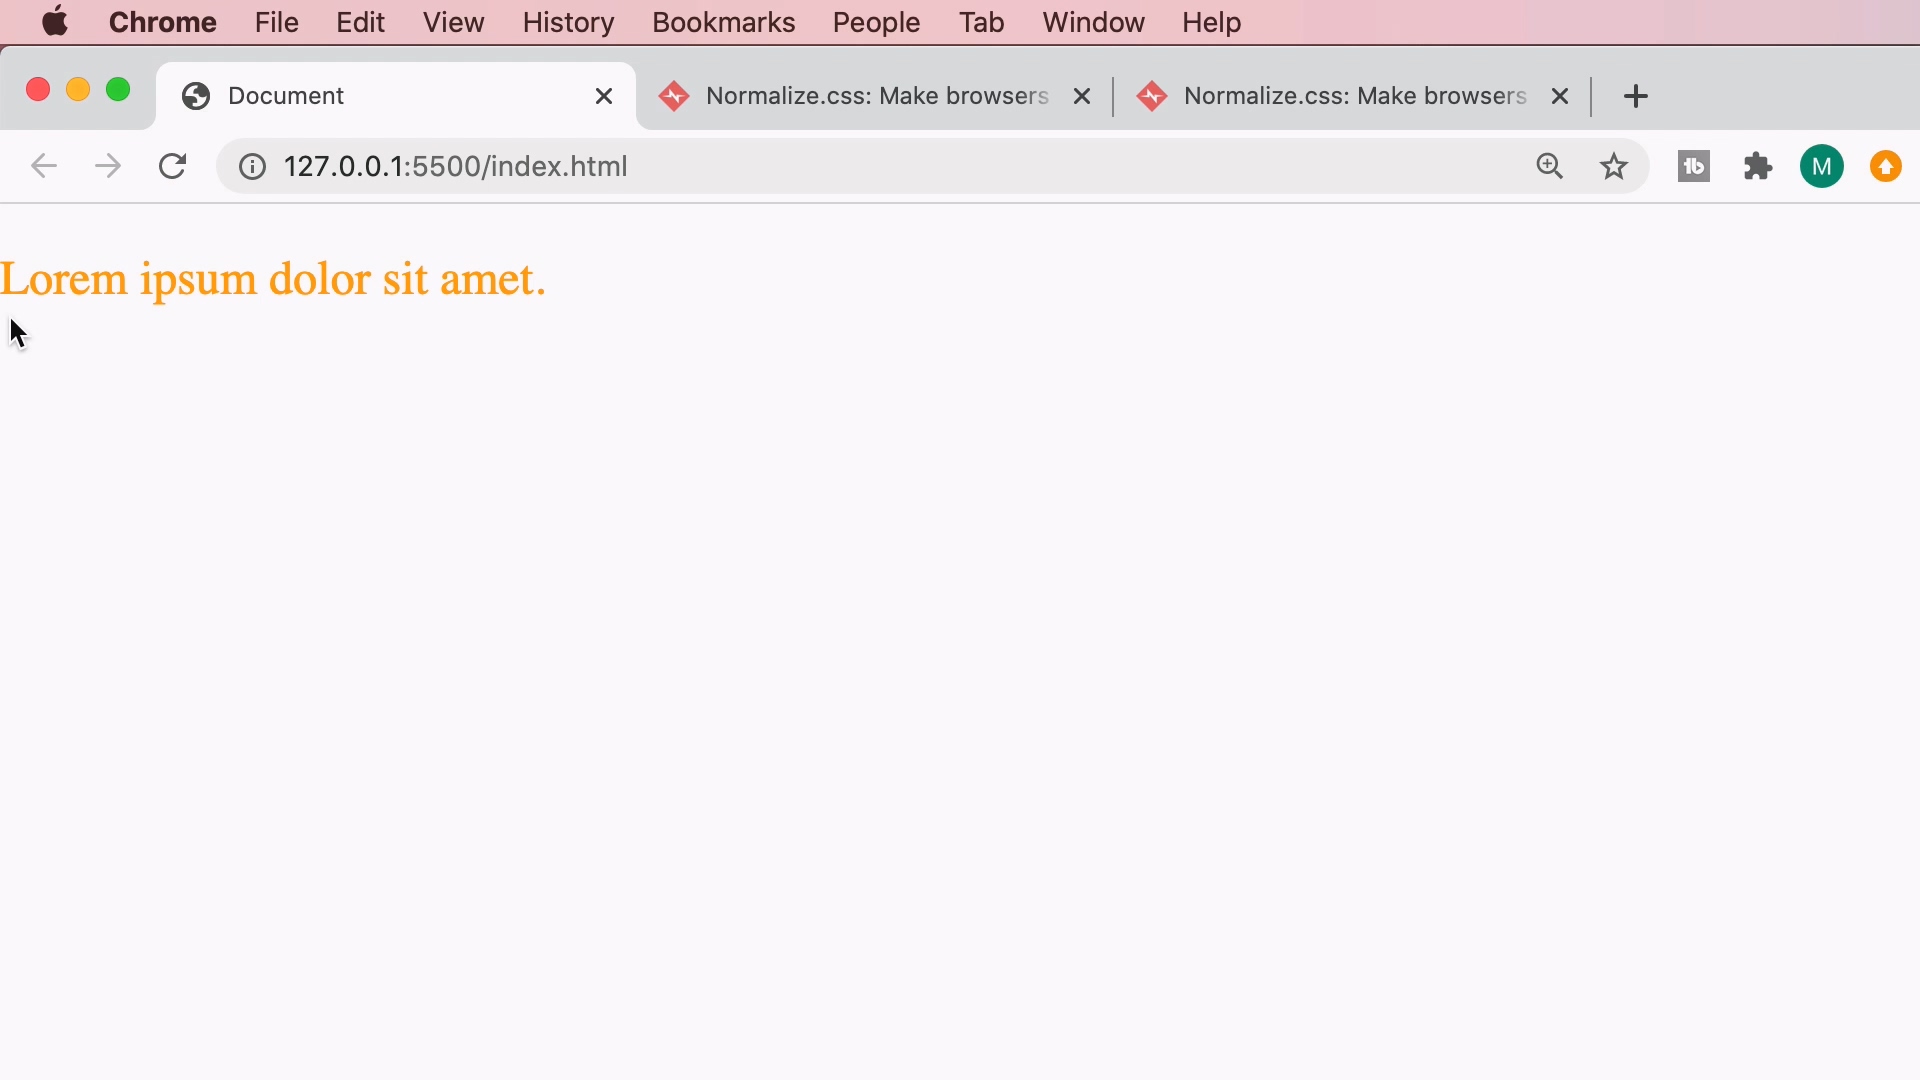 Chrome File Edit View History Bookmarks People Tab Window Help
Document Normalize.css: Make browsers Normalize.css: Make browsers
127.0.0.1:5500/index.html M
Lorem ipsum dolor sit amet.